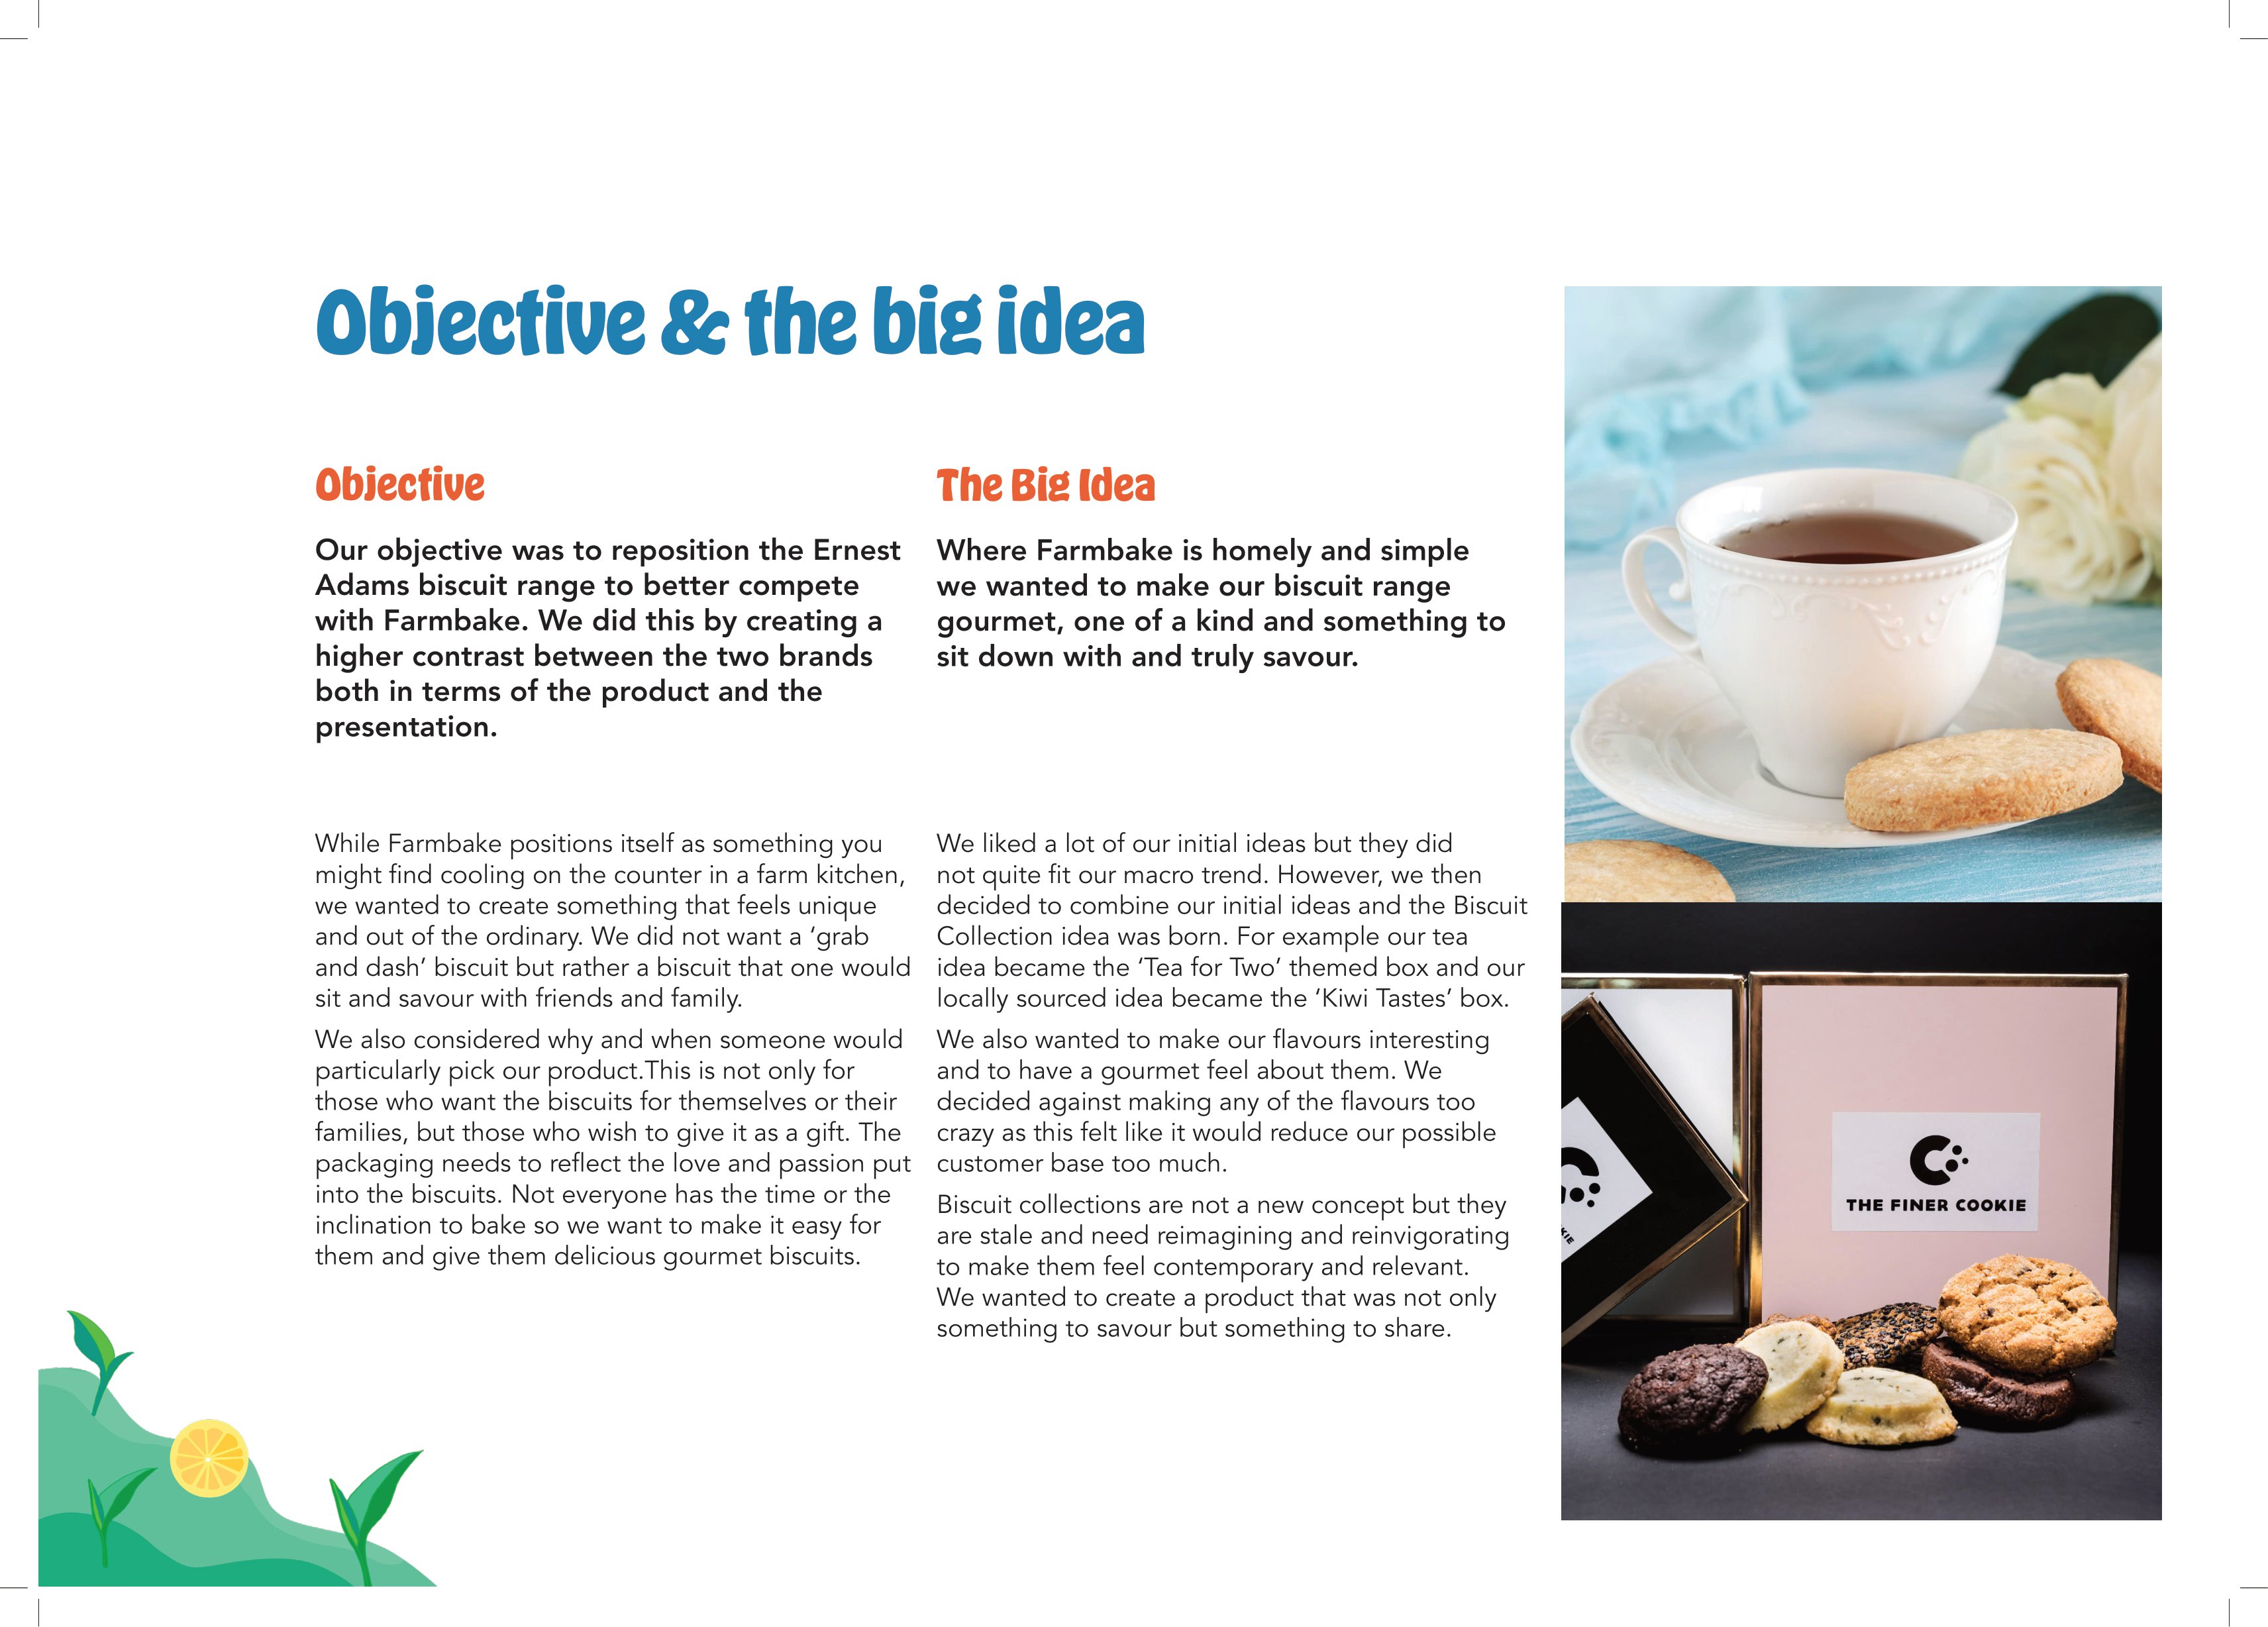 Objective & the big idea
Objective
Our objective was to reposition the Ernest
Adams biscuit range to better compete
with Farmbake. We did this by creating a
higher contrast between the two brands
both in terms of the product and the
presentation.
While Farmbake positions itself as something you
might find cooling on the counter in a farm kitchen,
we wanted to create something that feels unique
and out of the ordinary. We did not want a ‘grab
and dash’ biscuit but rather a biscuit that one would
sit and savour with friends and family.
We also considered why and when someone would
particularly pick our product.This is not only for
those who want the biscuits for themselves or their
families, but those who wish to give it as a gift. The
packaging needs to reflect the love and passion put
into the biscuits. Not everyone has the time or the
inclination to bake so we want to make it easy for
them and give them delicious gourmet biscuits.
The Big Idea
Where Farmbake is homely and simple
we wanted to make our biscuit range
gourmet, one of a kind and something to
sit down with and truly savour.
We liked a lot of our initial ideas but they did
not quite fit our macro trend. However, we then
decided to combine our initial ideas and the Biscuit
Collection idea was born. For example our tea
idea became the ‘Tea for Two’ themed box and our
locally sourced idea became the ‘Kiwi Tastes’ box.
We also wanted to make our flavours interesting
and to have a gourmet feel about them. We
decided against making any of the flavours too
crazy as this felt like it would reduce our possible
customer base too much.
Biscuit collections are not a new concept but they
are stale and need reimagining and reinvigorating
to make them feel contemporary and relevant.
We wanted to create a product that was not only
something to savour but something to share.
THE FINER COOKIE